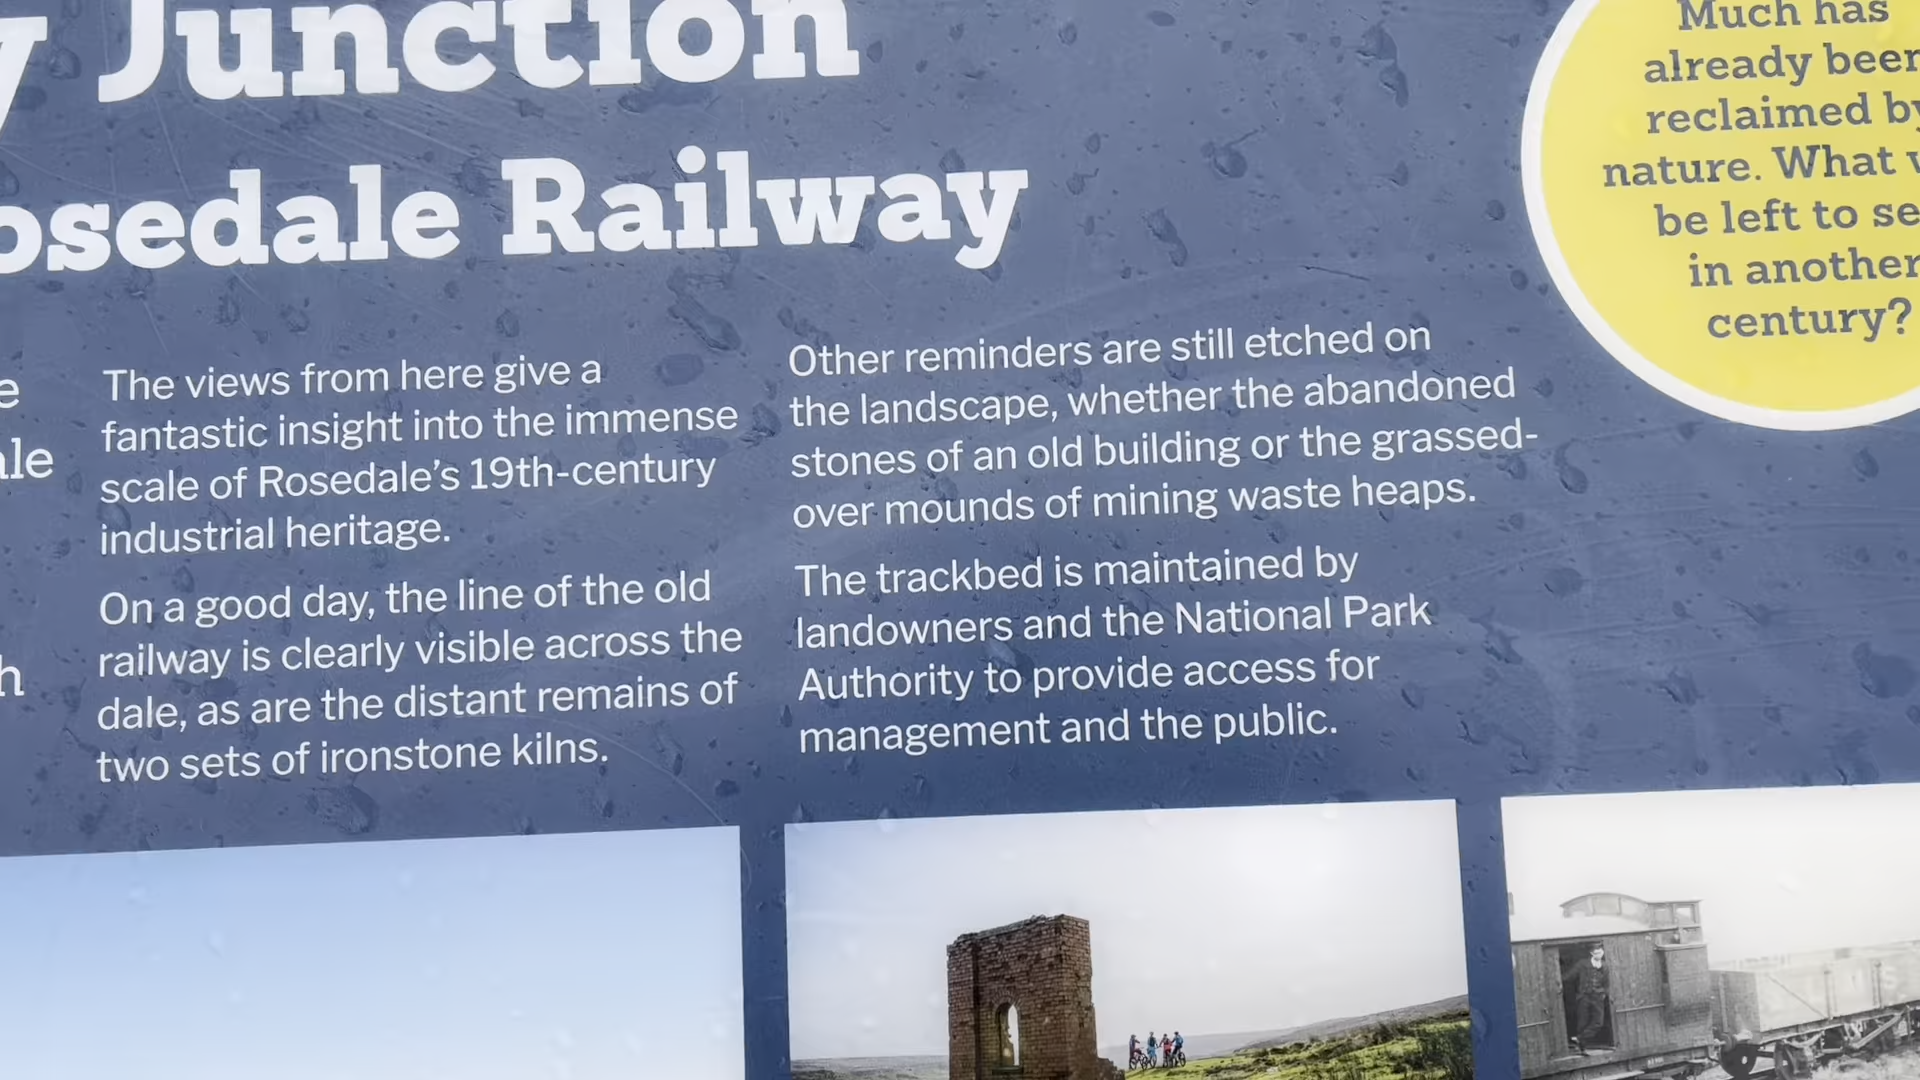 Junction
Rosedale Railway
The views from here give a
fantastic insight into the immense
scale of Rosedale's 19th-century
industrial heritage.
On a good day, the line of the old
railway is clearly visible across the
dale, as are the distant remains of
two sets of ironstone kilns.
Other reminders are still etched on
the landscape, whether the abandoned
stones of an old building or the grassed-
over mounds of mining waste heaps.
The trackbed is maintained by
landowners and the National Park
Authority to provide access for
management and the public.
Much has
already been
reclaimed by
nature. What
be left to see
in another
century?